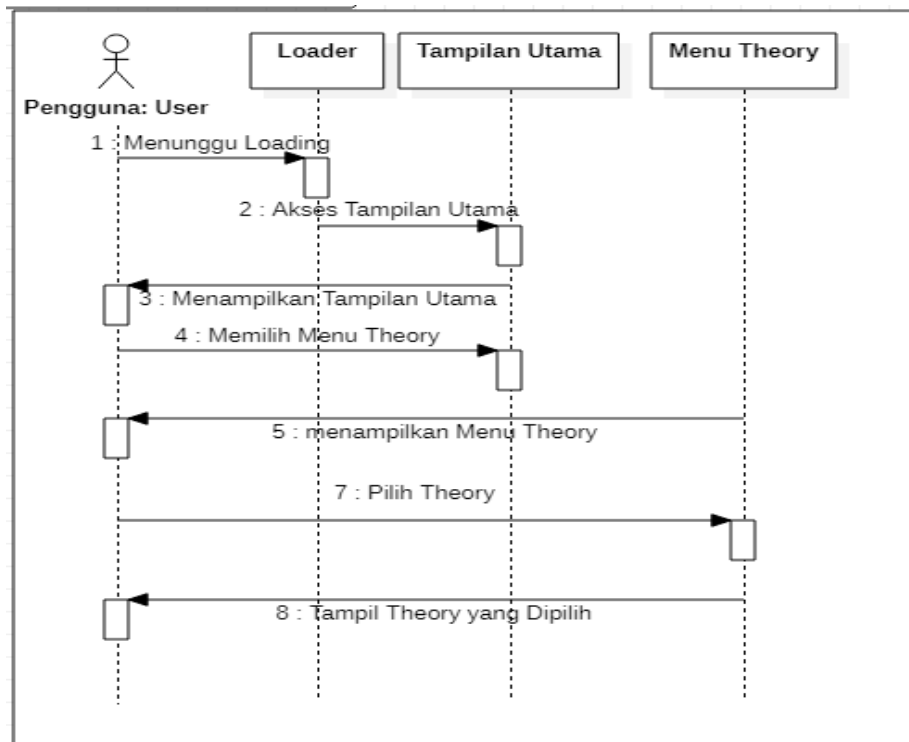 Loader
Tampilan Utama
Menu Theory
Pengguna: User
1 : Menunggu Loading
2 : Akses Tampilan Utama
3 : Menampilkan Tampilan Utama
4 : Memilih Menu Theory
5 : menampilkan Menu Theory
7 : Pilih Theory
8 : Tampil Theory yang Dipilih